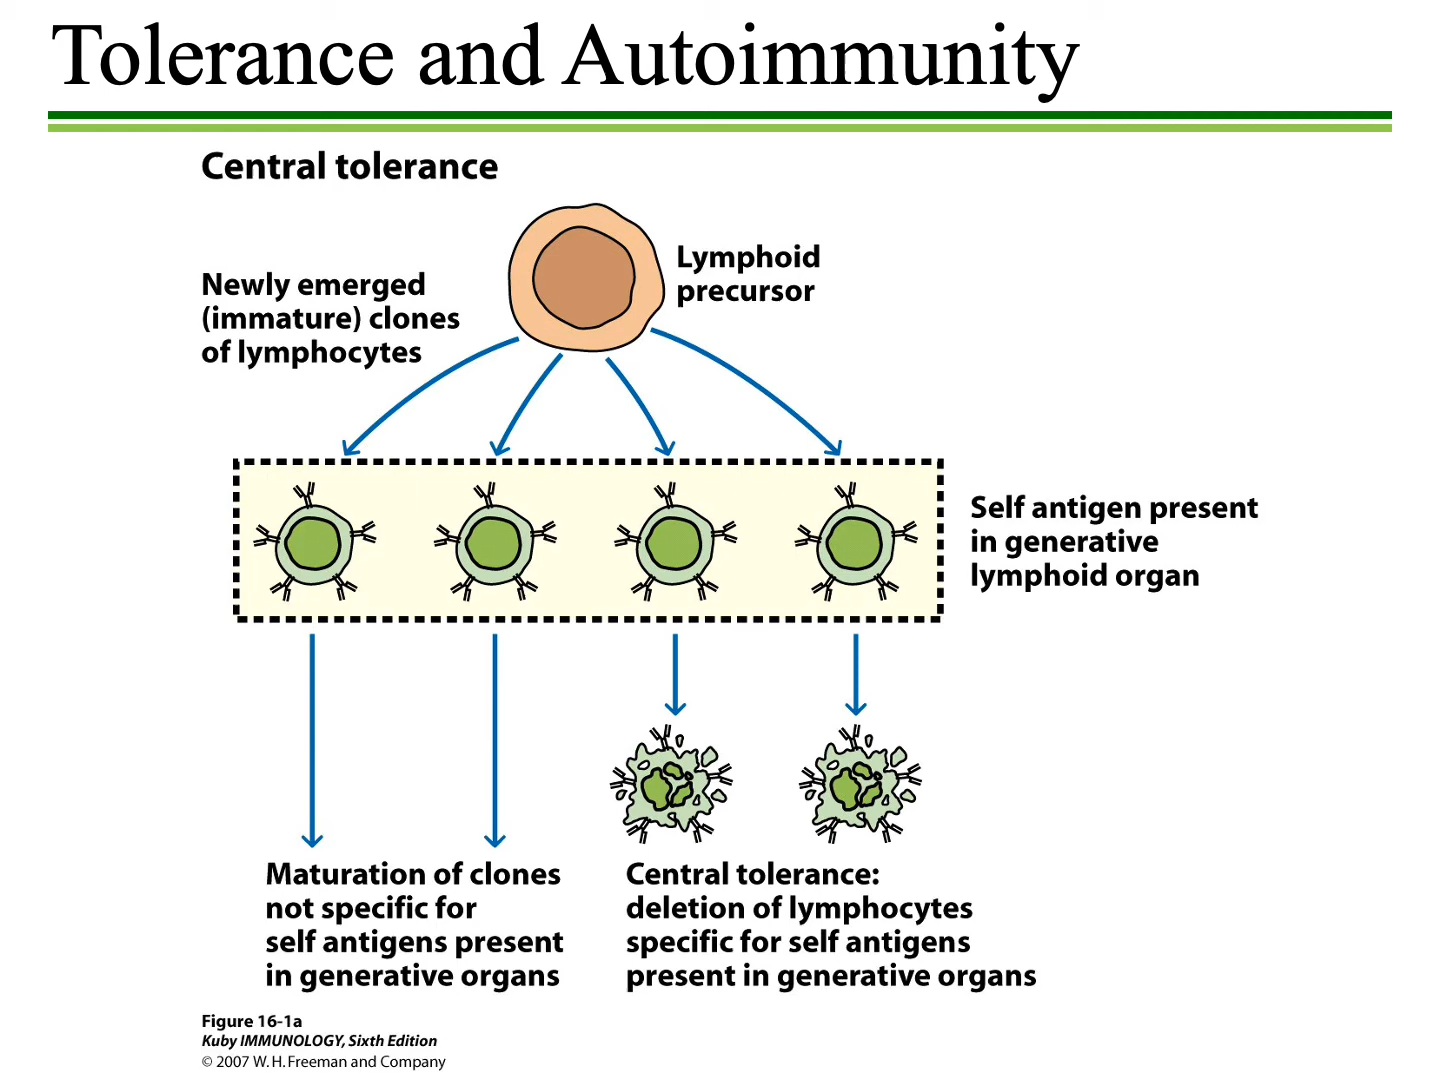 Tolerance and Autoimmunity
Central tolerance
Lymphoid
precursor
Newly emerged
(immature) clones
of lymphocytes
Self antigen present
in generative
lymphoid organ
Maturation of clones
not specific for
self antigens present
in generative organs
Central tolerance:
deletion of lymphocytes
specific for self antigens
present in generative organs
Figure 16-1a
Kuby IMMUNOLOGY, Sixth Edition
© 2007 W. H. Freeman and Company